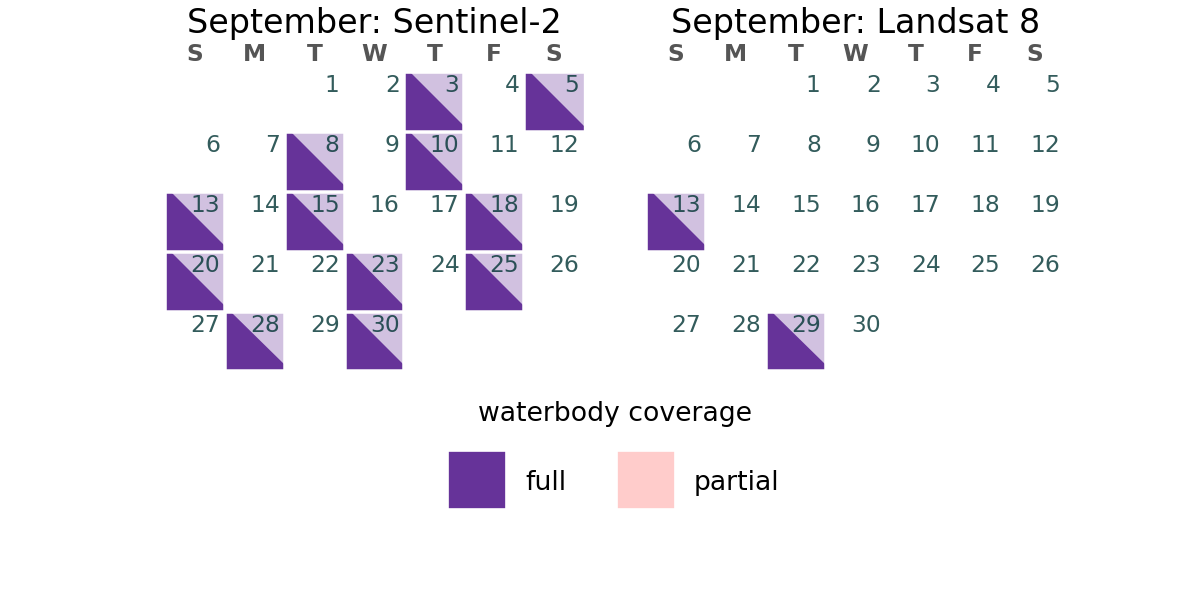 September: Sentinel-2
S M T W T F S
1 2 3 4 5
6 7 8 9 10 11 12
13 14 15 16 17 18 19
20 21 22 23 24 25 26
27 28 29 30
September: Landsat 8
S M T W T F S
1 2 3 4 5
6 7 8 9 10 11 12
13 14 15 16 17 18 19
20 21 22 23 24 25 26
27 28 29 30
waterbody coverage
full
partial